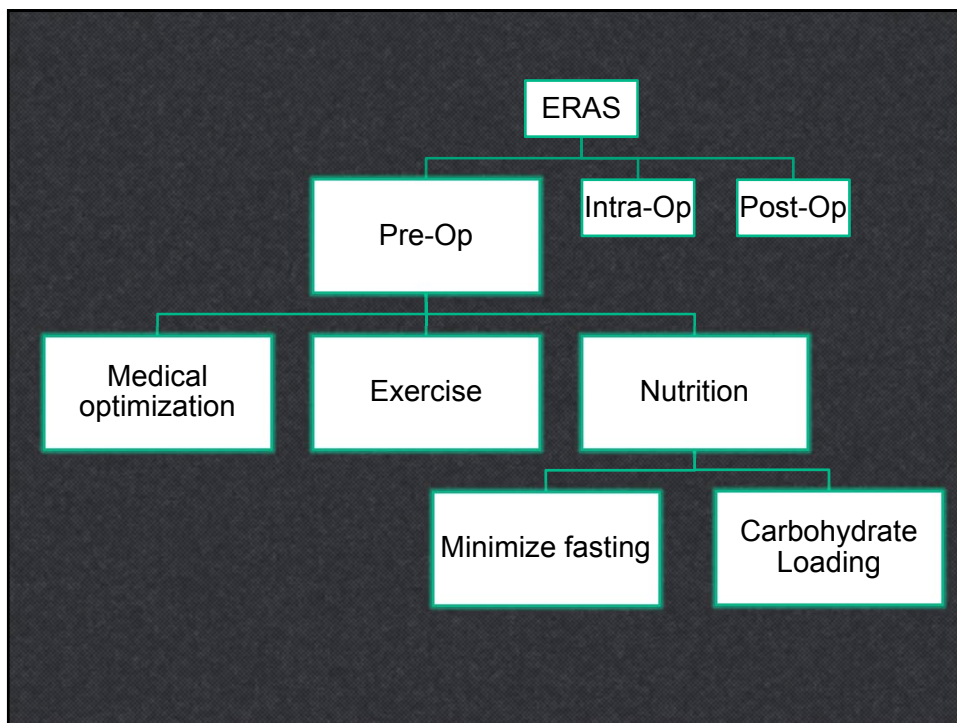 ERAS
Pre-Op
Intra-Op
Post-Op
Medical
optimization
Exercise
Nutrition
Minimize fasting
Carbohydrate
Loading